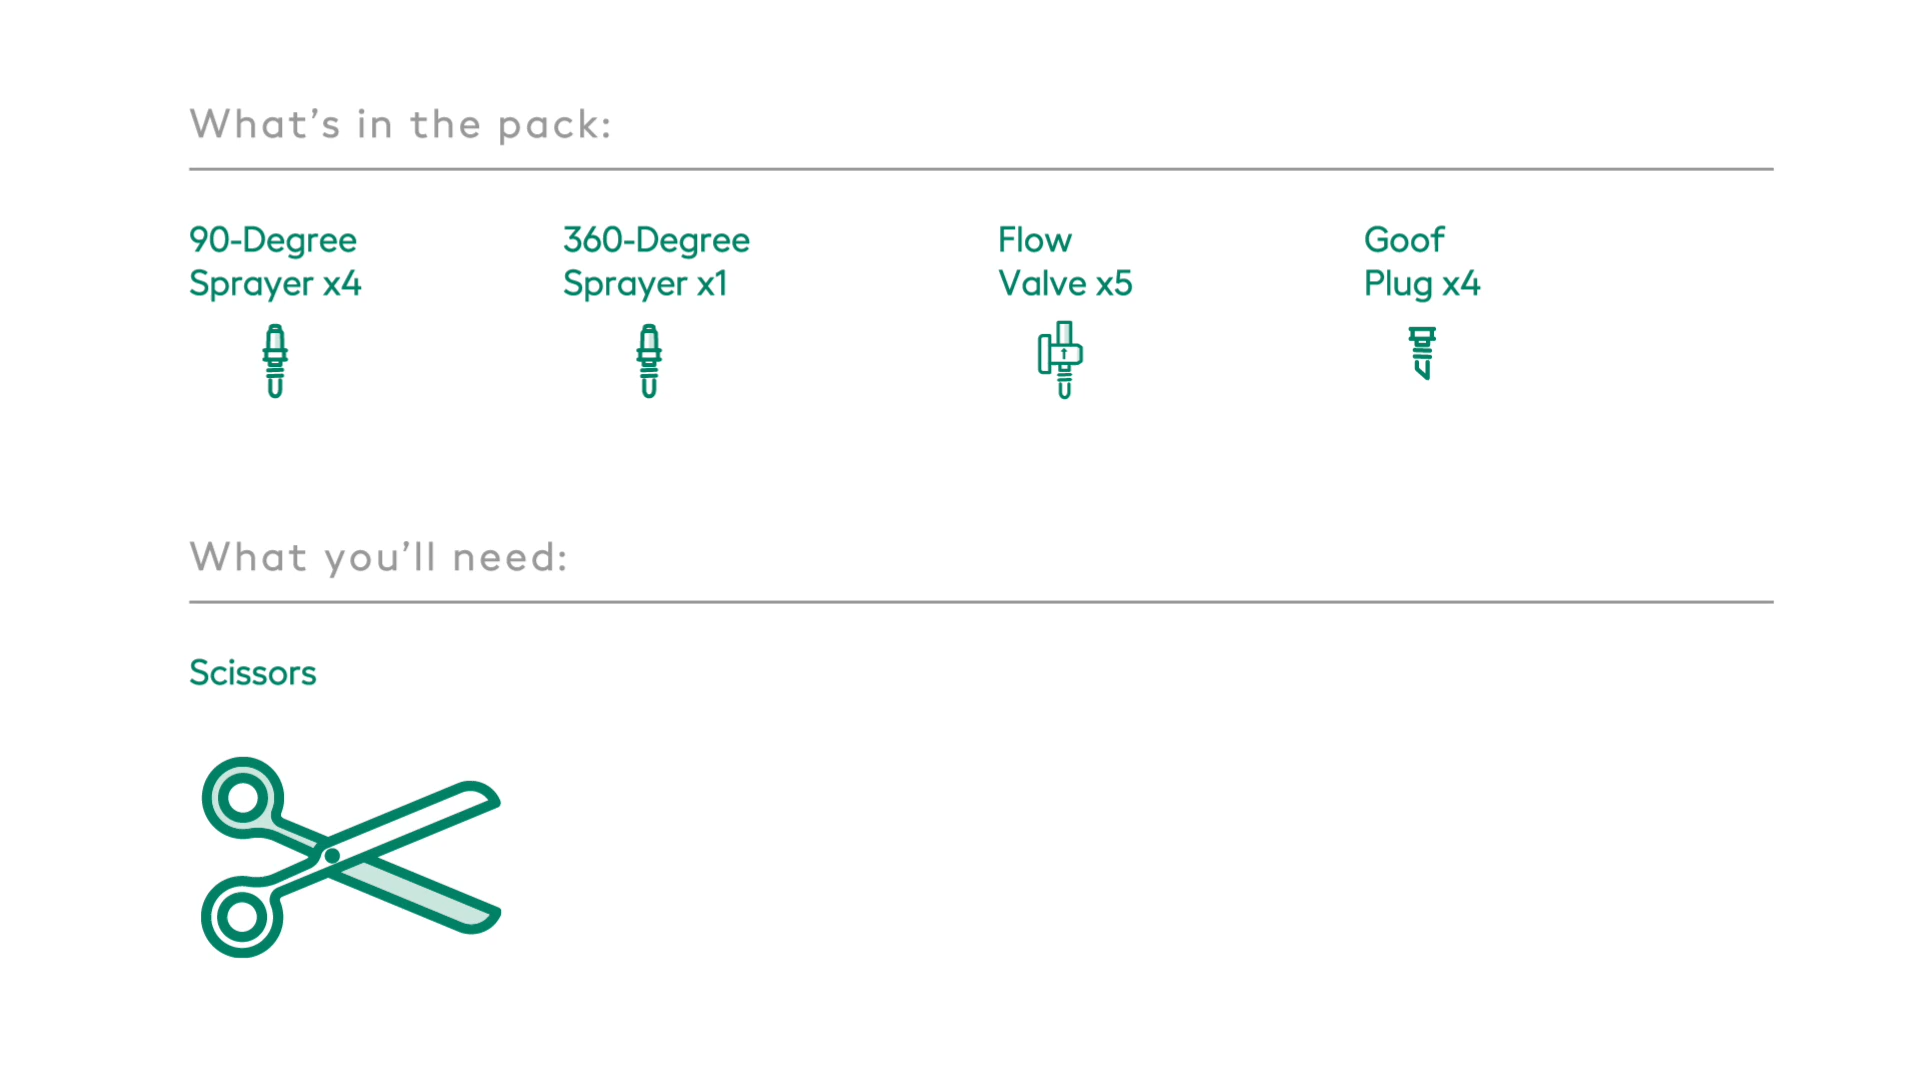 What’s in the pack:
90-Degree
Sprayer x4
360-Degree
Sprayer x1
Flow
Valve x5
Goof
Plug x4
What you’ll need:
Scissors